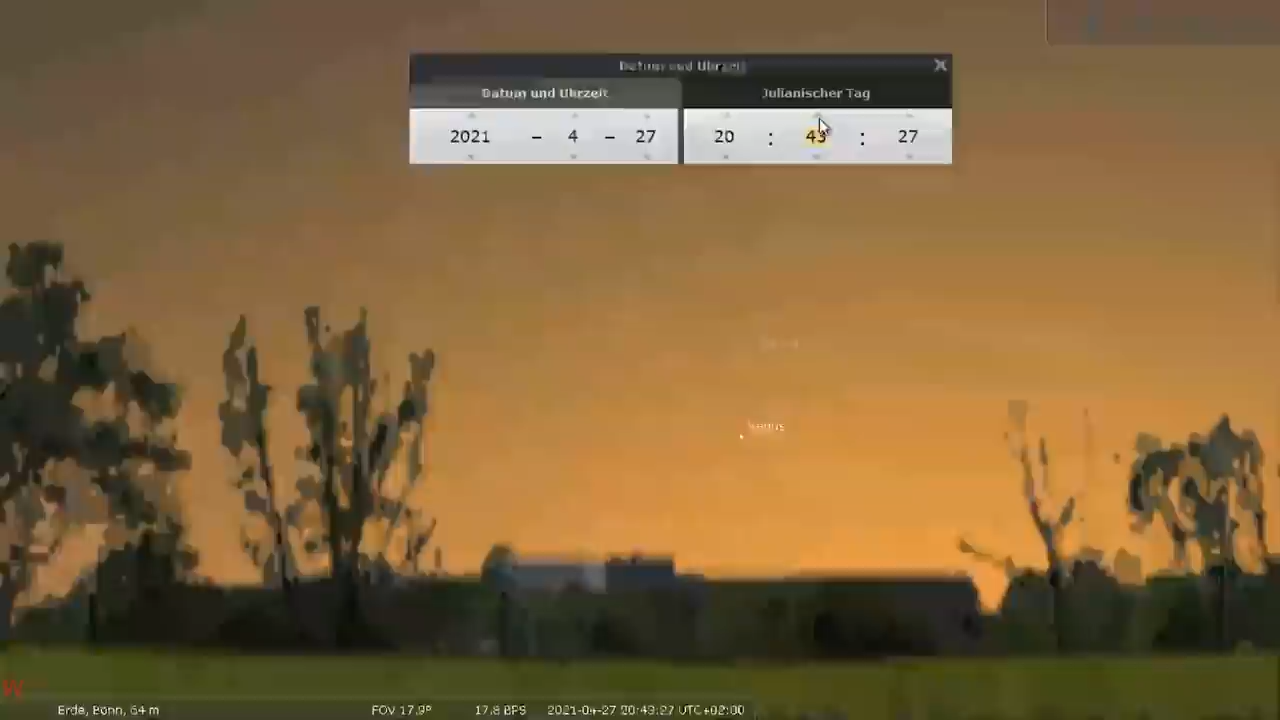 Datum und Uhrzeit
Datum und Uhrzeit Julianischer Tag
2021 - 4 - 27 20 : 43 : 27
Venus
W
Erde, Bonn, 64 m FOV 17.9° 17.8 BPS 2021-04-27 20:43:27 UTC+02:00